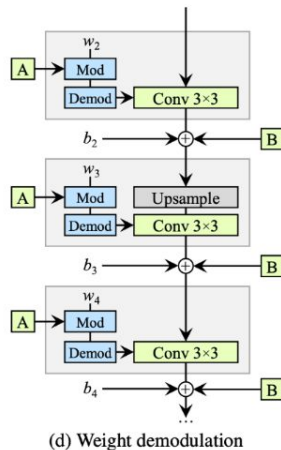 w2
A
Mod
Demod
Conv 3×3
b2
B
w3
A
Mod
Upsample
Demod
Conv 3×3
b3
B
w4
A
Mod
Demod
Conv 3×3
b4
B
...
(d) Weight demodulation